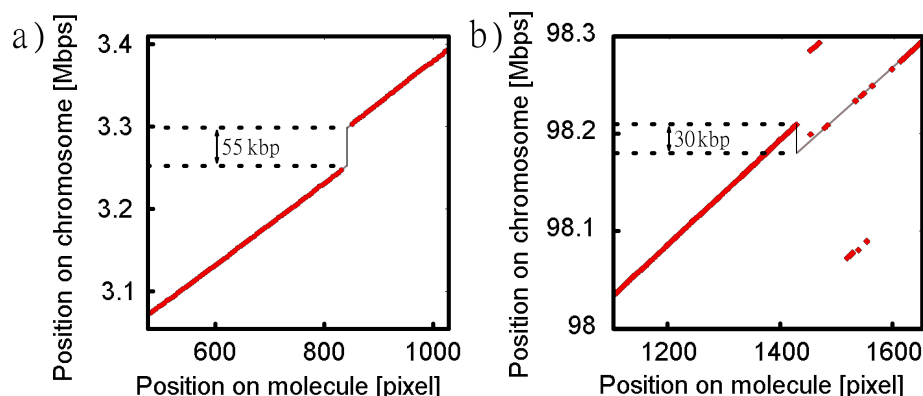 a)
Position on chromosome [Mbps]
3.4
3.3
3.2
3.1
55 kbp
600
800
1000
Position on molecule [pixel]
b)
Position on chromosome [Mbps]
98.3
98.2
98.1
98
30 kbp
1200
1400
1600
Position on molecule [pixel]